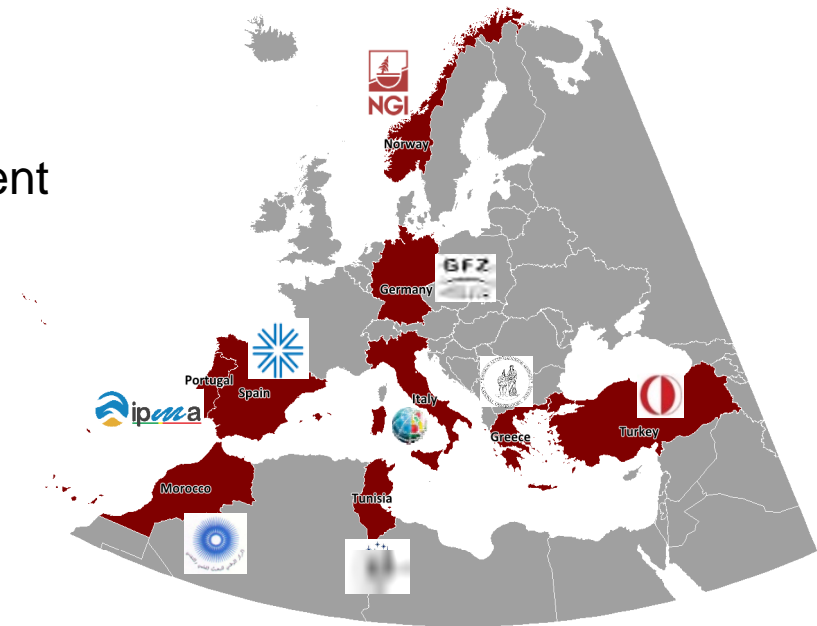 NGI
Norway
ent
GFZ
Germany
Portugal
Spain
ipma
Italy
Greece
Turkey
Morocco
Tunisia